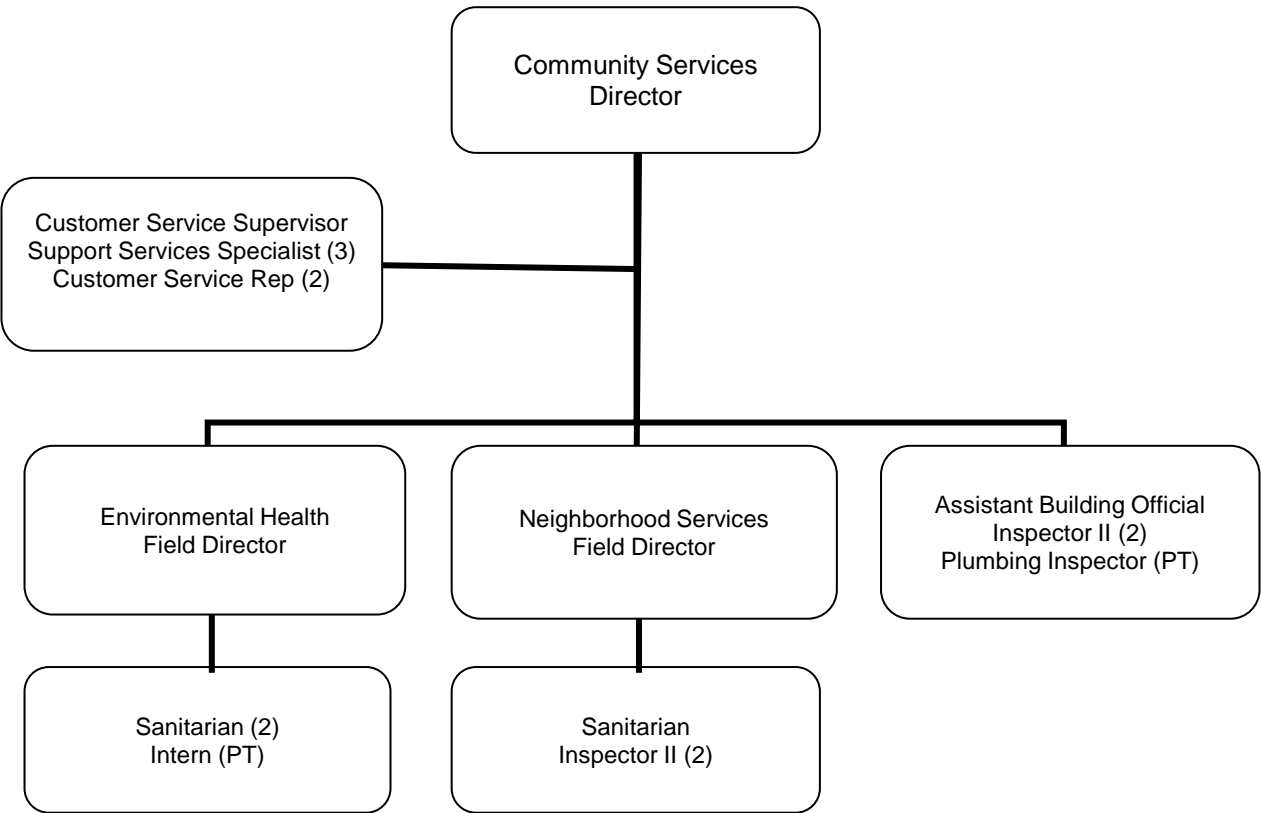 Community Services
Director
Customer Service Supervisor
Support Services Specialist (3)
Customer Service Rep (2)
Environmental Health
Field Director
Neighborhood Services
Field Director
Assistant Building Official
Inspector II (2)
Plumbing Inspector (PT)
Sanitarian (2)
Intern (PT)
Sanitarian
Inspector II (2)